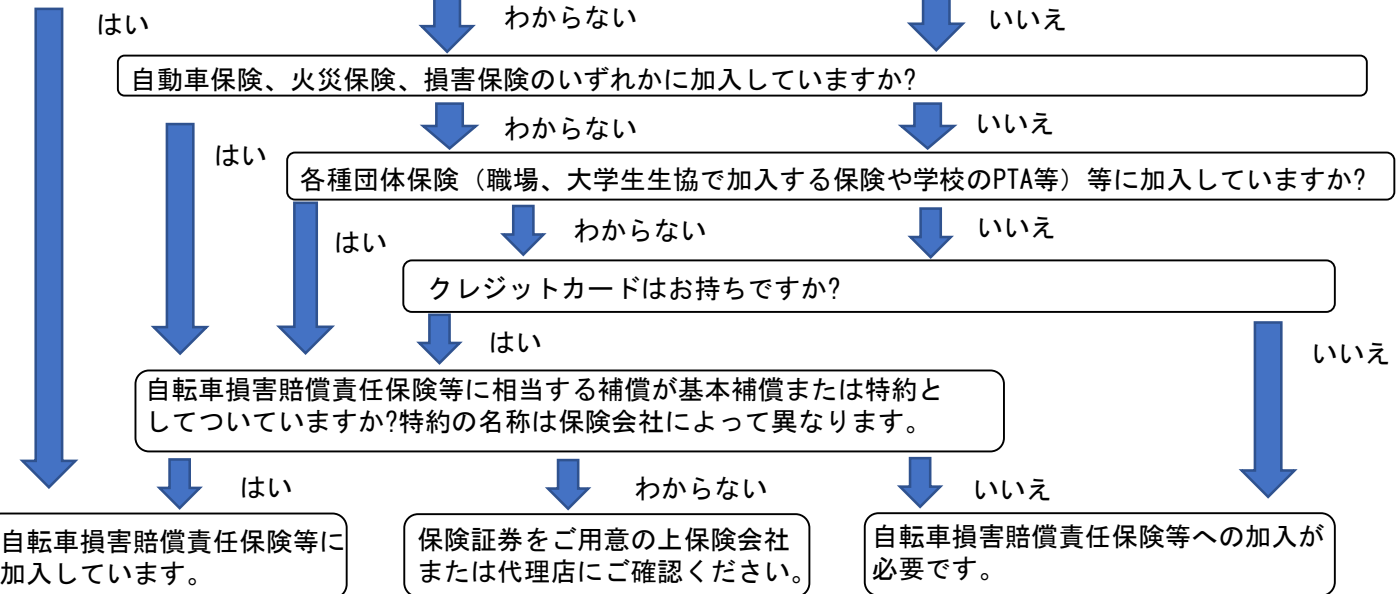 はい
わからない
いいえ
自動車保険、火災保険、損害保険のいずれかに加入していますか?
わからない
いいえ
はい
各種団体保険（職場、大学生生協で加入する保険や学校のPTA等）等に加入していますか?
はい
わからない
いいえ
クレジットカードはお持ちですか?
はい
いいえ
自転車損害賠償責任保険等に相当する補償が基本補償または特約と
してついていますか?特約の名称は保険会社によって異なります。
はい
わからない
いいえ
自転車損害賠償責任保険等に
加入しています。
保険証券をご用意の上保険会社
または代理店にご確認ください。
自転車損害賠償責任保険等への加入が
必要です。